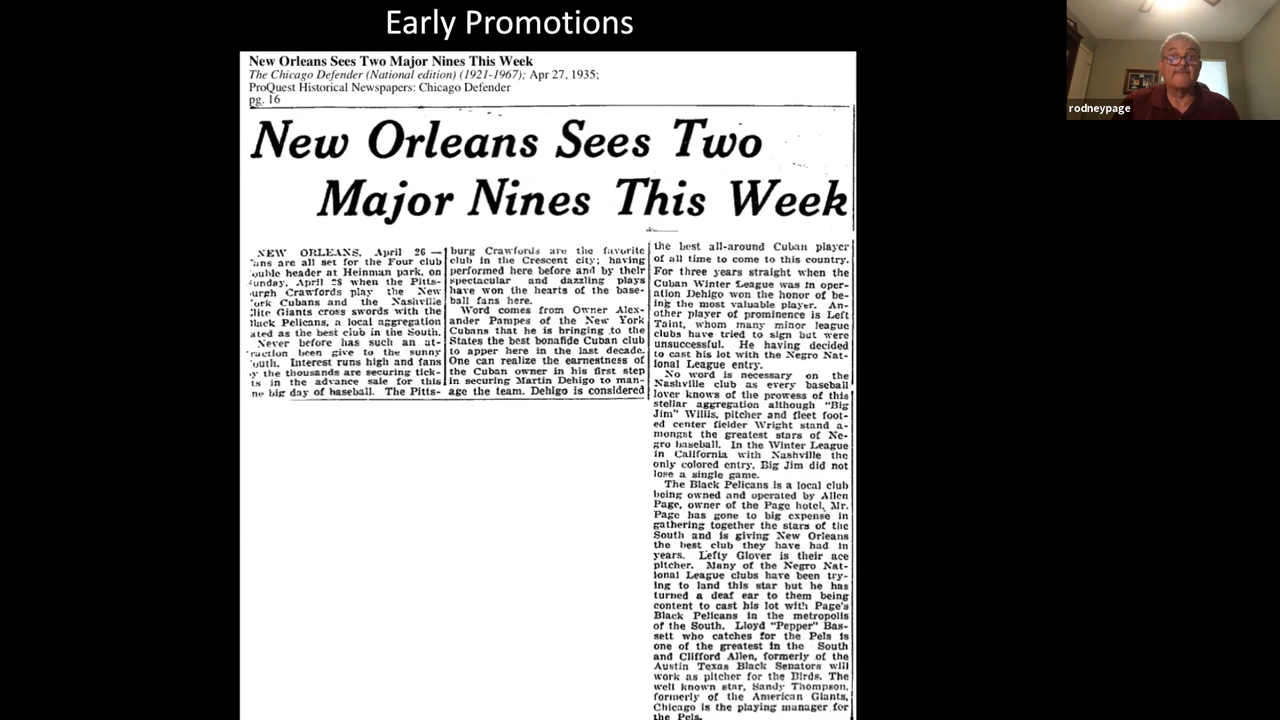 Early Promotions
New Orleans Sees Two Major Nines This Week
The Chicago Defender (National edition) (1921-1967); Apr 27, 1935;
ProQuest Historical Newspapers: Chicago Defender
pg. 16
New Orleans Sees Two
Major Nines This Week
NEW ORLEANS, April 26 —
ans are all set for the Four club
ouble header at Heinman park, on
unday, April 28 when the Pitts-
urgh Crawfords play the New
ork Cubans and the Nashville
lite Giants cross swords with the
lack Pelicans, a local aggregation
ated as the best club in the South.
Never before has such an at-
raction been give to the sunny
outh. Interest runs high and fans
y the thousands are securing tick-
ts in the advance sale for this
ne big day of baseball. The Pitts-
burg Crawfords are the favorite
club in the Crescent city; having
performed here before and by their
spectacular and dazzling plays
have won the hearts of the base-
ball fans here.
Word comes from Owner Alex-
ander Pampes of the New York
Cubans that he is bringing to the
States the best bonafide Cuban club
to apper here in the last decade.
One can realize the earnestness of
the Cuban owner in his first step
in securing Martin Dehigo to man-
age the team. Dehigo is considered
the best all-around Cuban player
of all time to come to this country.
For three years straight when the
Cuban Winter League was in oper-
ation Dehigo won the honor of be-
ing the most valuable player. An-
other player of prominence is Left
Taint, whom many minor league
clubs have tried to sign but were
unsuccessful. He having decided
to cast his lot with the Negro Nat-
ional League entry.
No word is necessary on the
Nashville club as every baseball
lover knows of the prowess of this
stellar aggregation although "Big
Jim" Willis, pitcher and fleet foot-
ed center fielder Wright stand a-
mongst the greatest stars of Ne-
gro baseball. In the Winter League
in California with Nashville the
only colored entry, Big Jim did not
lose a single game.
The Black Pelicans is a local club
being owned and operated by Allen
Page, owner of the Page hotel. Mr.
Page has gone to big expense in
gathering together the stars of the
South and is giving New Orleans
the best club they have had in
years. Lefty Glover is their ace
pitcher. Many of the Negro Nat-
ional League clubs have been try-
ing to land this star but he has
turned a deaf ear to them being
content to cast his lot with Page's
Black Pelicans in the metropolis
of the South. Lloyd "Pepper" Bas-
sett who catches for the Pels is
one of the greatest in the South
and Clifford Allen, formerly of the
Austin Texas Black Senators will
work as pitcher for the Birds. The
well known star, Sandy Thompson,
formerly of the American Giants,
Chicago is the playing manager for
the Pels.
rodneypage